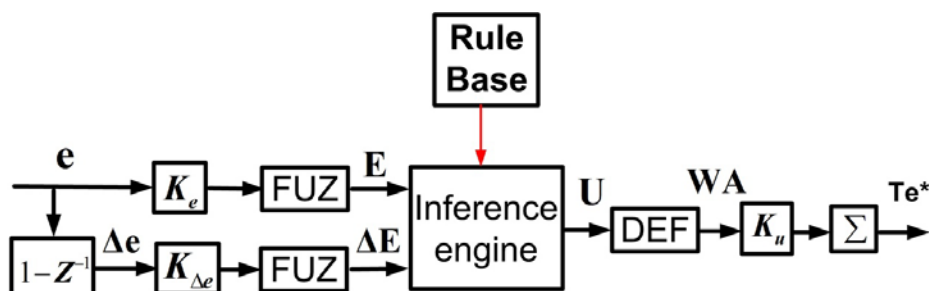 Rule
Base
e
K_e
FUZ
E
Inference
engine
U
DEF
WA
K_u
Σ
Te*
1-Z⁻¹
Δe
K_Δe
FUZ
ΔE